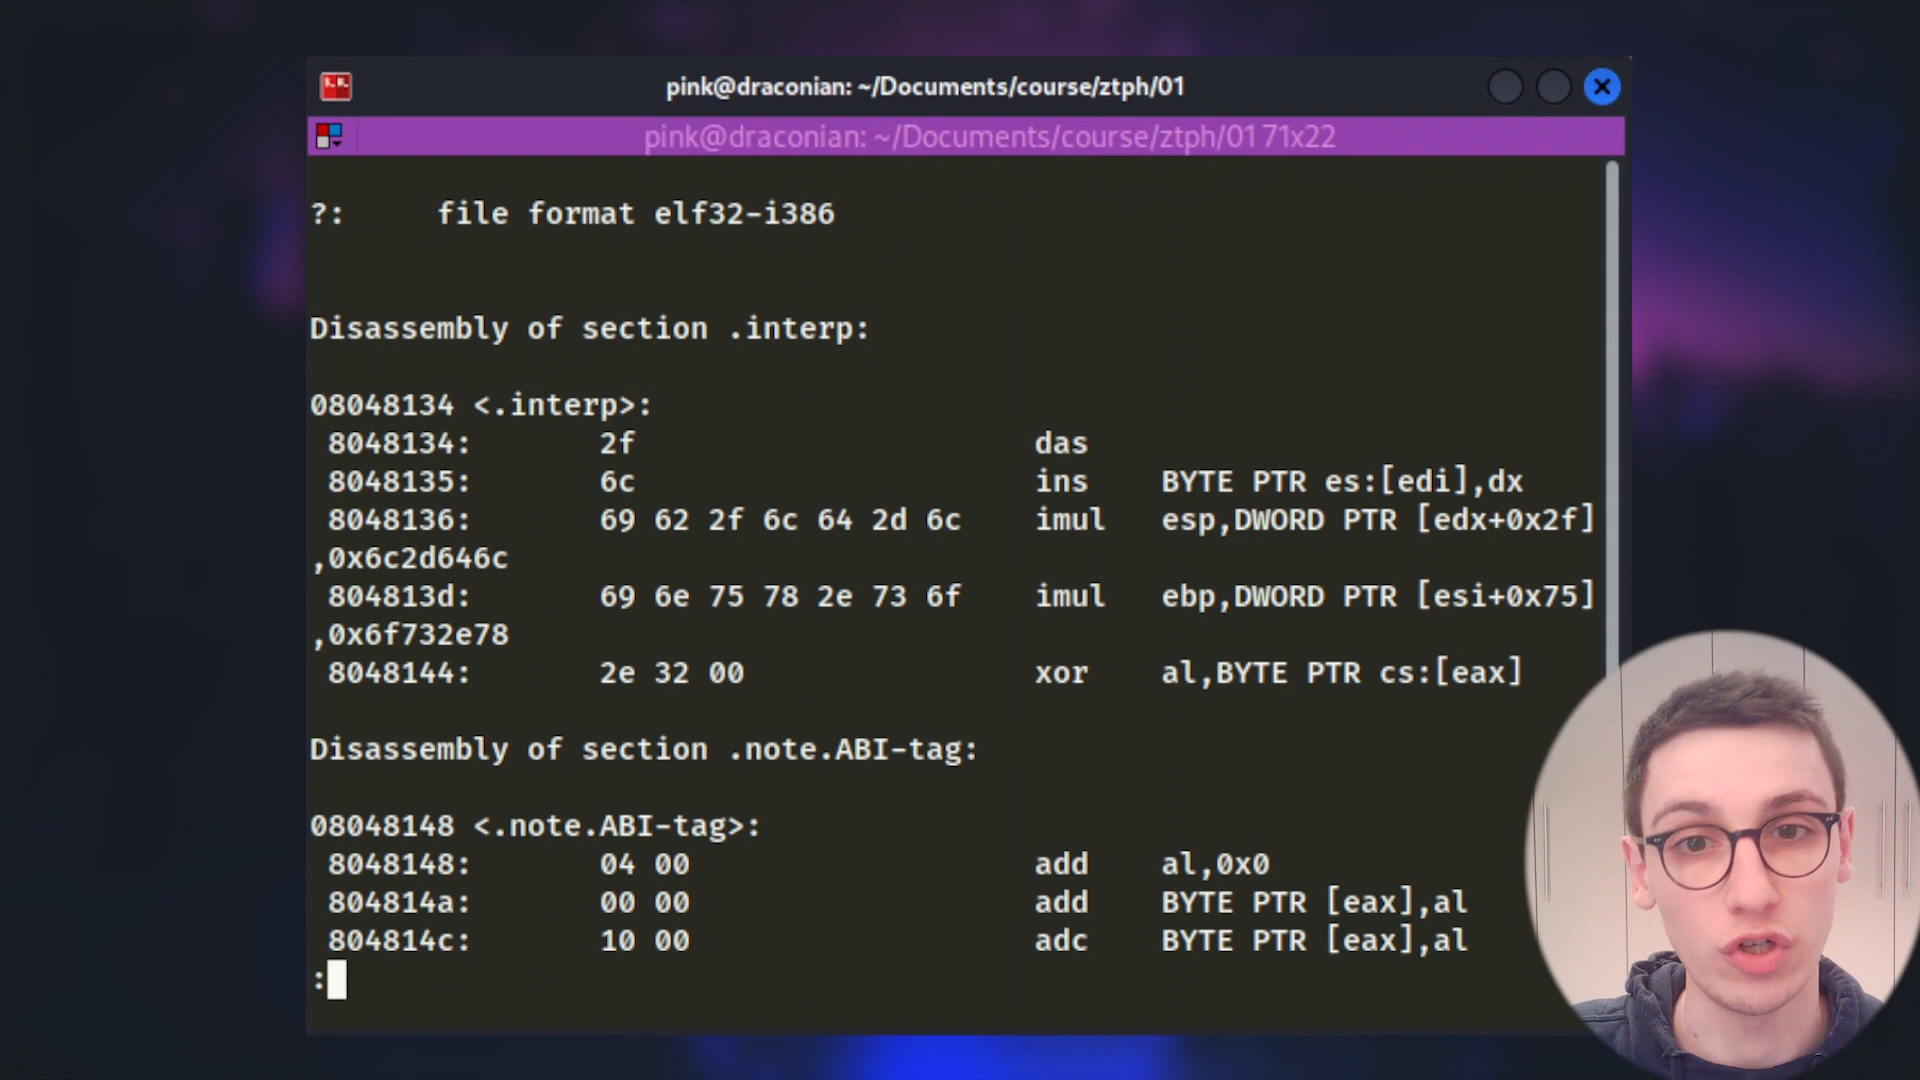 pink@draconian: ~/Documents/course/ztph/01
pink@draconian: ~/Documents/course/ztph/01 71x22
?:     file format elf32-i386
Disassembly of section .interp:
08048134 <.interp>:
 8048134:       2f                      das
 8048135:       6c                      ins    BYTE PTR es:[edi],dx
 8048136:       69 62 2f 6c 64 2d 6c    imul   esp,DWORD PTR [edx+0x2f]
,0x6c2d646c
 804813d:       69 6e 75 78 2e 73 6f    imul   ebp,DWORD PTR [esi+0x75]
,0x6f732e78
 8048144:       2e 32 00                xor    al,BYTE PTR cs:[eax]
Disassembly of section .note.ABI-tag:
08048148 <.note.ABI-tag>:
 8048148:       04 00                   add    al,0x0
 804814a:       00 00                   add    BYTE PTR [eax],al
 804814c:       10 00                   adc    BYTE PTR [eax],al
: